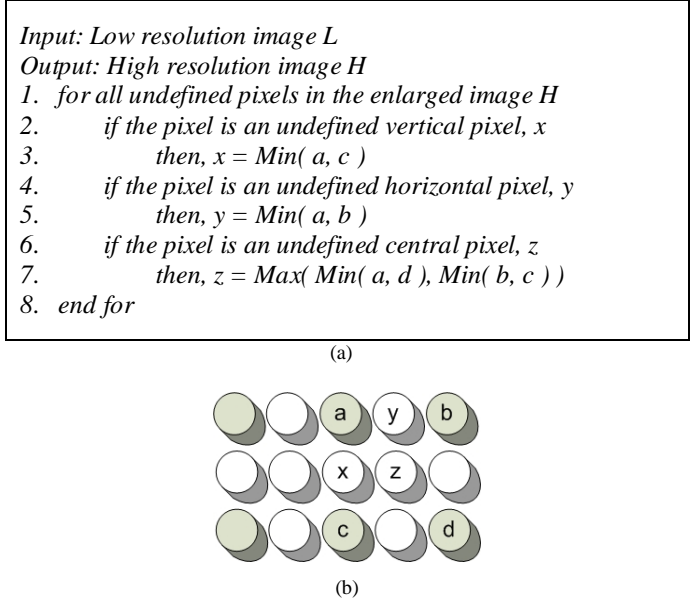 Input: Low resolution image L
Output: High resolution image H
1. for all undefined pixels in the enlarged image H
2. if the pixel is an undefined vertical pixel, x
3. then, x = Min( a, c )
4. if the pixel is an undefined horizontal pixel, y
5. then, y = Min( a, b )
6. if the pixel is an undefined central pixel, z
7. then, z = Max( Min( a, d ), Min( b, c ) )
8. end for
(a)
a y b
x z
c d
(b)